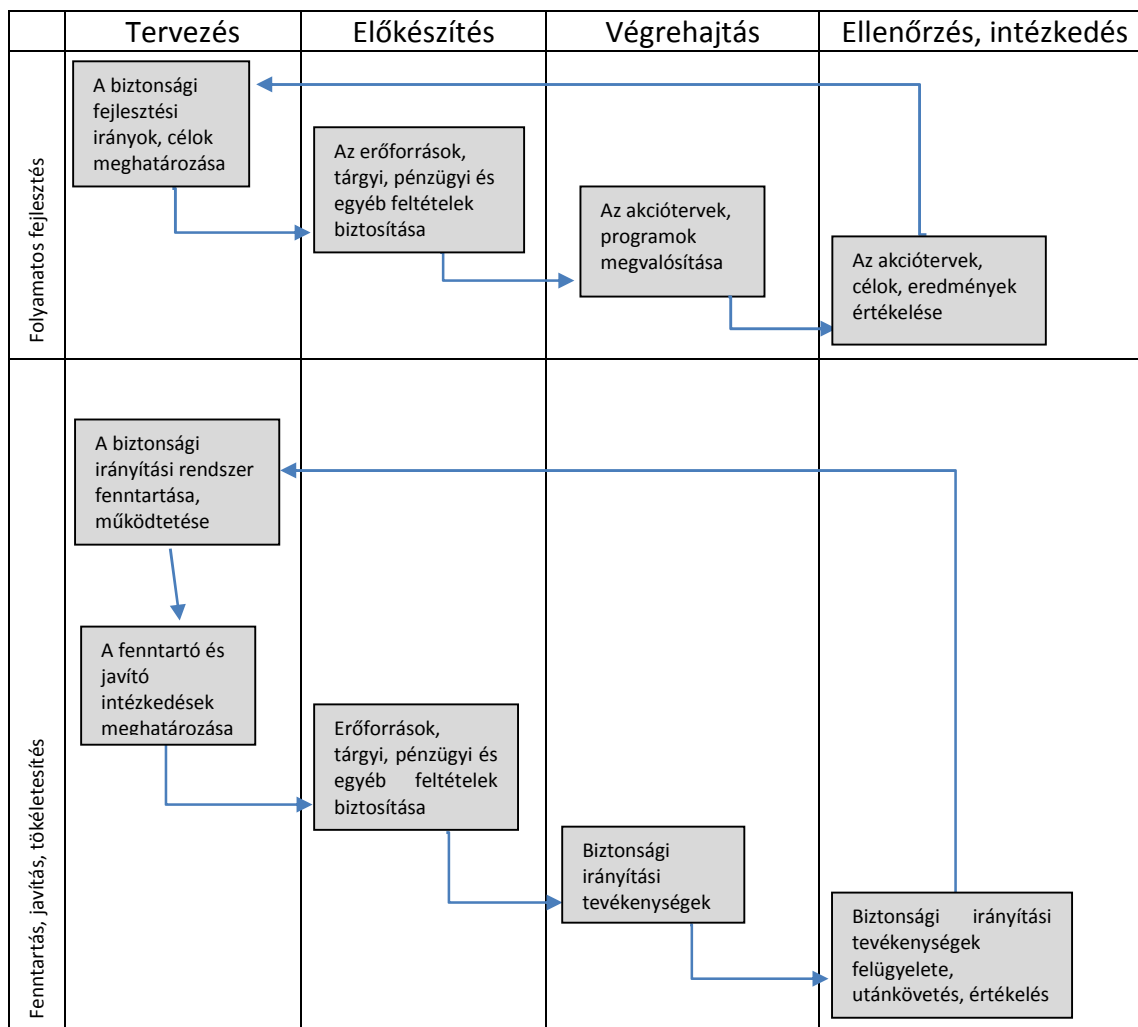 Tervezés
Előkészítés
Végrehajtás
Ellenőrzés, intézkedés
Folyamatos fejlesztés
A biztonsági
fejlesztési
irányok, célok
meghatározása
Az erőforrások,
tárgyi, pénzügyi és
egyéb feltételek
biztosítása
Az akciótervek,
programok
megvalósítása
Az akciótervek,
célok, eredmények
értékelése
Fenntartás, javítás, tökéletesítés
A biztonsági
irányítási rendszer
fenntartása,
működtetése
A fenntartó és
javító
intézkedések
meghatározása
Erőforrások,
tárgyi, pénzügyi és
egyéb feltételek
biztosítása
Biztonsági
irányítási
tevékenységek
Biztonsági irányítási
tevékenységek
felügyelete,
utánkövetés, értékelés